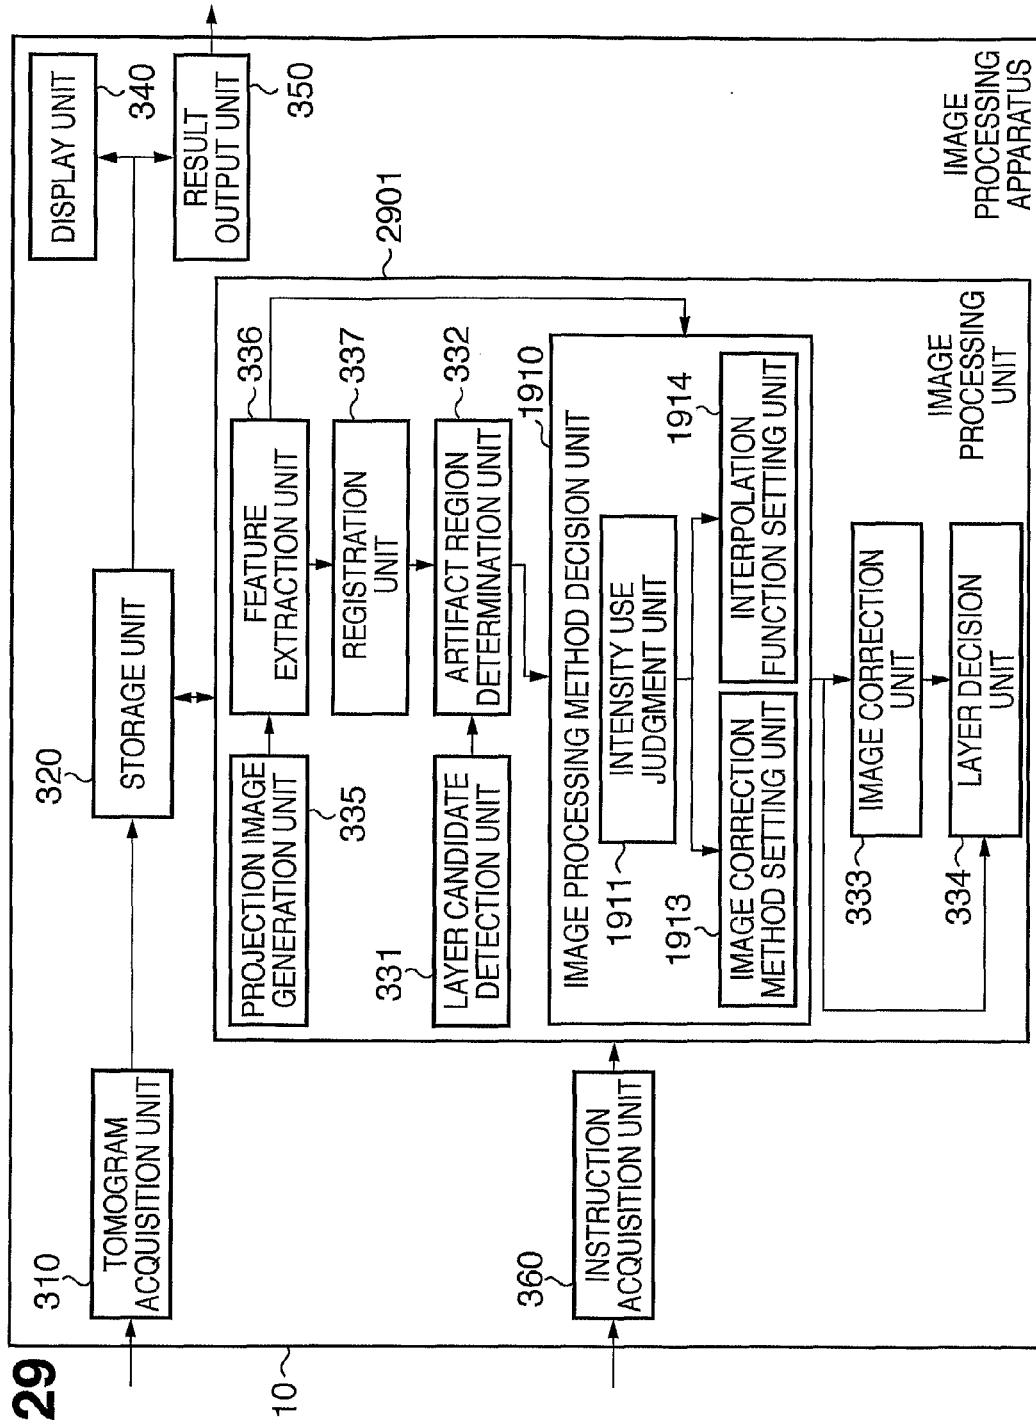 29
10
310
TOMOGRAM
ACQUISITION UNIT
320
STORAGE UNIT
DISPLAY UNIT
340
RESULT
OUTPUT UNIT
350
2901
PROJECTION IMAGE
GENERATION UNIT
335
FEATURE
EXTRACTION UNIT
336
REGISTRATION
UNIT
337
331
LAYER CANDIDATE
DETECTION UNIT
ARTIFACT REGION
DETERMINATION UNIT
332
360
INSTRUCTION
ACQUISITION UNIT
IMAGE PROCESSING METHOD DECISION UNIT
1910
1911
INTENSITY USE
JUDGMENT UNIT
1913
IMAGE CORRECTION
METHOD SETTING UNIT
1914
INTERPOLATION
FUNCTION SETTING UNIT
333
IMAGE CORRECTION
UNIT
334
LAYER DECISION
UNIT
IMAGE
PROCESSING
UNIT
IMAGE
PROCESSING
APPARATUS